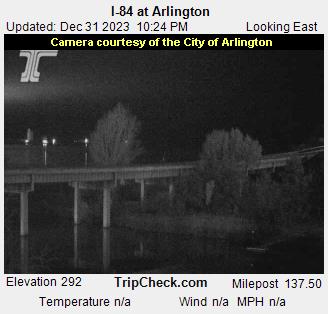 I-84 at Arlington
Updated: Dec 31 2023 10:24 PM Looking East
Camera courtesy of the City of Arlington
Elevation 292 TripCheck.com Milepost 137.50
Temperature n/a Wind n/a MPH n/a